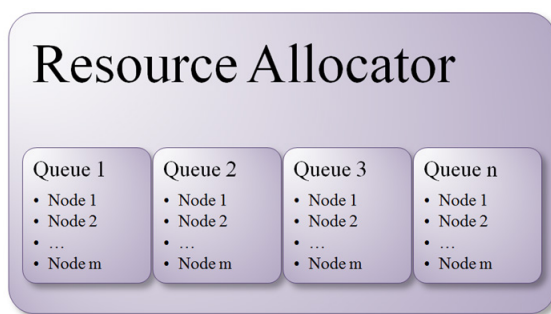 Resource Allocator
Queue 1
• Node 1
• Node 2
• …
• Node m
Queue 2
• Node 1
• Node 2
• …
• Node m
Queue 3
• Node 1
• Node 2
• …
• Node m
Queue n
• Node 1
• Node 2
• …
• Node m